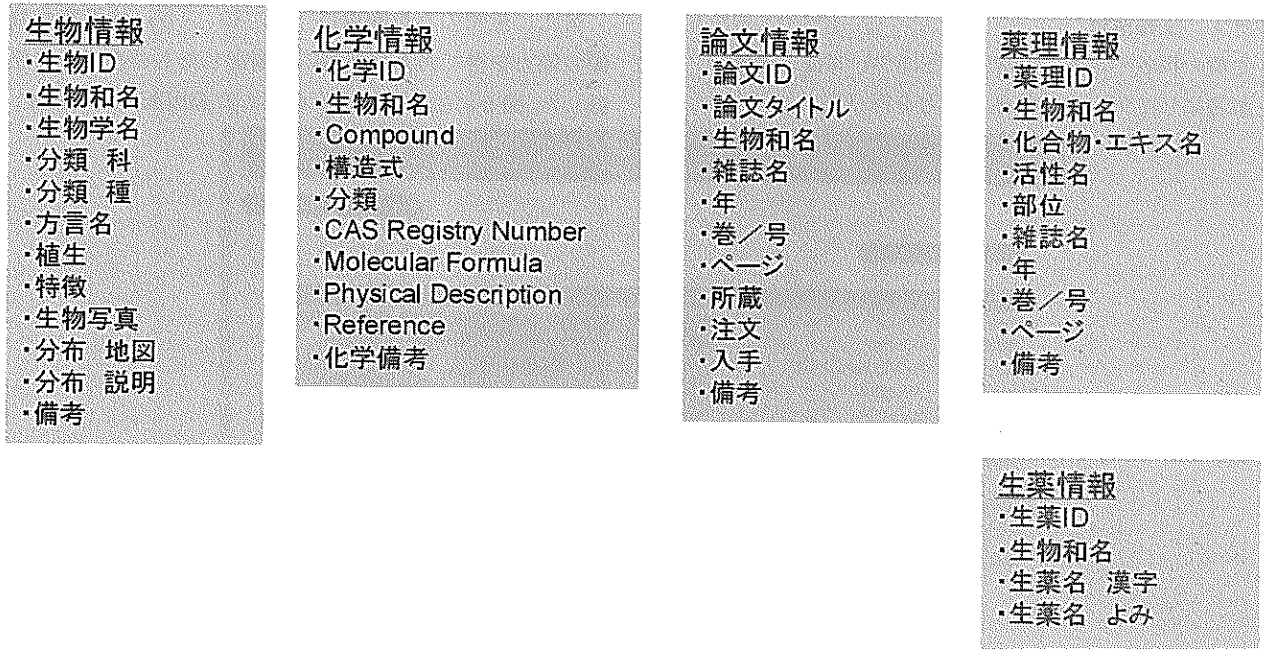 生物情報
・生物ID
・生物和名
・生物学名
・分類 科
・分類 種
・方言名
・植生
・特徴
・生物写真
・分布 地図
・分布 説明
・備考
化学情報
・化学ID
・生物和名
・Compound
・構造式
・分類
・CAS Registry Number
・Molecular Formula
・Physical Description
・Reference
・化学備考
論文情報
・論文ID
・論文タイトル
・生物和名
・雑誌名
・年
・巻／号
・ページ
・所蔵
・注文
・入手
・備考
薬理情報
・薬理ID
・生物和名
・化合物・エキス名
・活性名
・部位
・雑誌名
・年
・巻／号
・ページ
・備考
生薬情報
・生薬ID
・生物和名
・生薬名 漢字
・生薬名 よみ